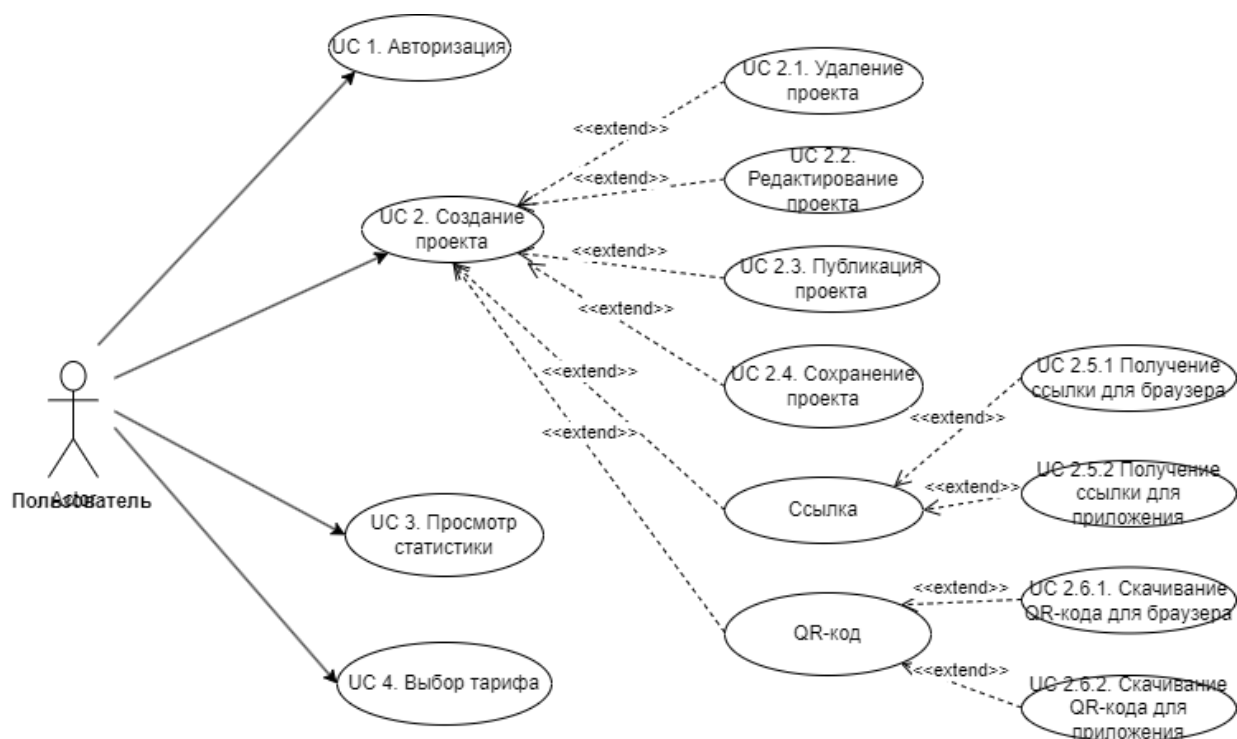 UC 1. Авторизация
UC 2.1. Удаление
проекта
<<extend>>
UC 2.2.
Редактирование
проекта
<<extend>>
UC 2. Создание
проекта
<<extend>>
UC 2.3. Публикация
проекта
<<extend>>
UC 2.4. Сохранение
проекта
<<extend>>
<<extend>>
UC 2.5.1 Получение
ссылки для браузера
<<extend>>
UC 2.5.2 Получение
ссылки для
приложения
<<extend>>
Ссылка
Пользователь
Actor
UC 3. Просмотр
статистики
UC 2.6.1. Скачивание
QR-кода для браузера
<<extend>>
QR-код
<<extend>>
UC 2.6.2. Скачивание
QR-кода для
приложения
UC 4. Выбор тарифа